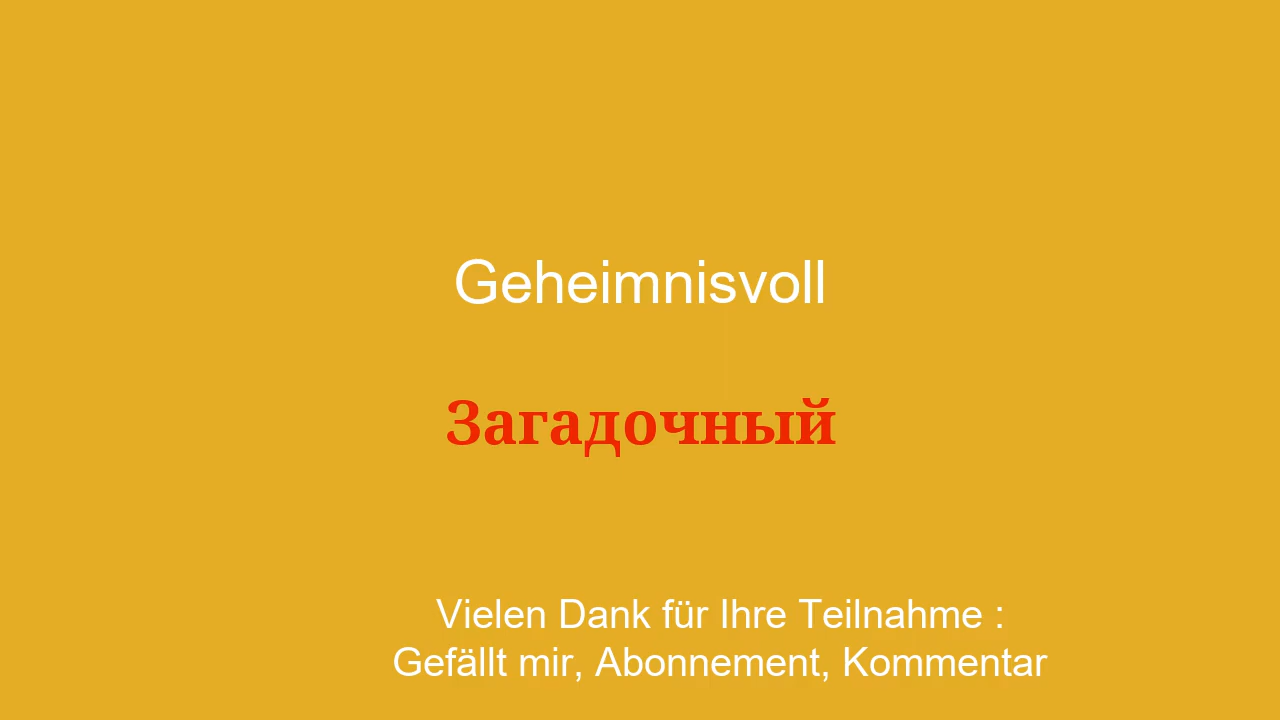 Geheimnisvoll
Загадочный
Vielen Dank für Ihre Teilnahme :
Gefällt mir, Abonnement, Kommentar